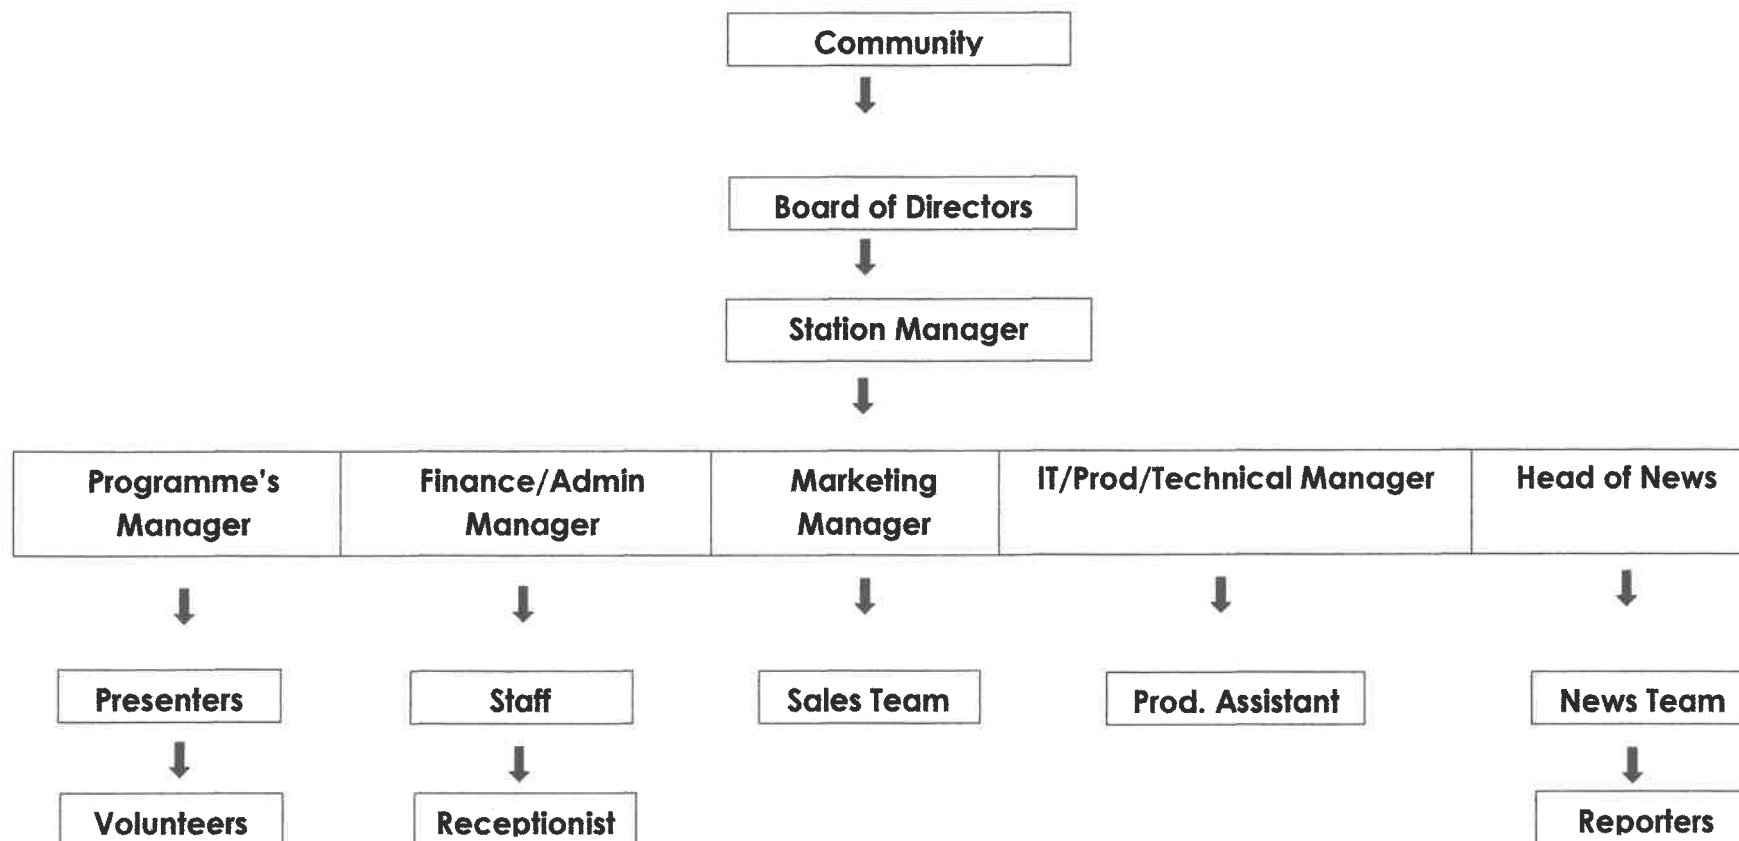 Community
Board of Directors
Station Manager
Programme's
Manager
Finance/Admin
Manager
Marketing
Manager
IT/Prod/Technical Manager
Head of News
Presenters
Staff
Sales Team
Prod. Assistant
News Team
Volunteers
Receptionist
Reporters